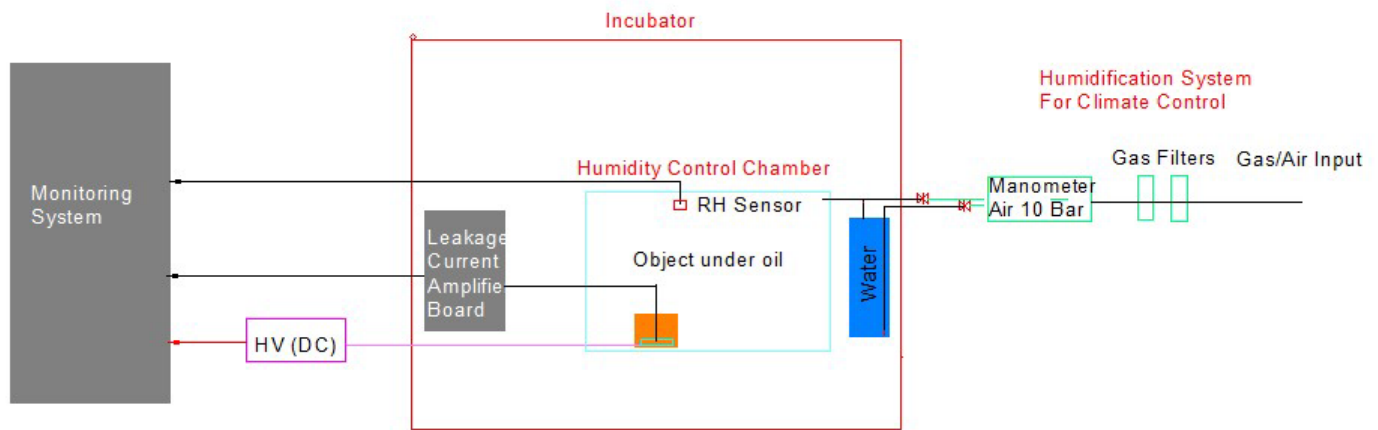 Incubator
Humidification System
For Climate Control
Gas Filters
Gas/Air Input
Humidity Control Chamber
Manometer
Air 10 Bar
Monitoring
System
RH Sensor
Leakage
Current
Amplifie
Board
Object under oil
Water
HV (DC)